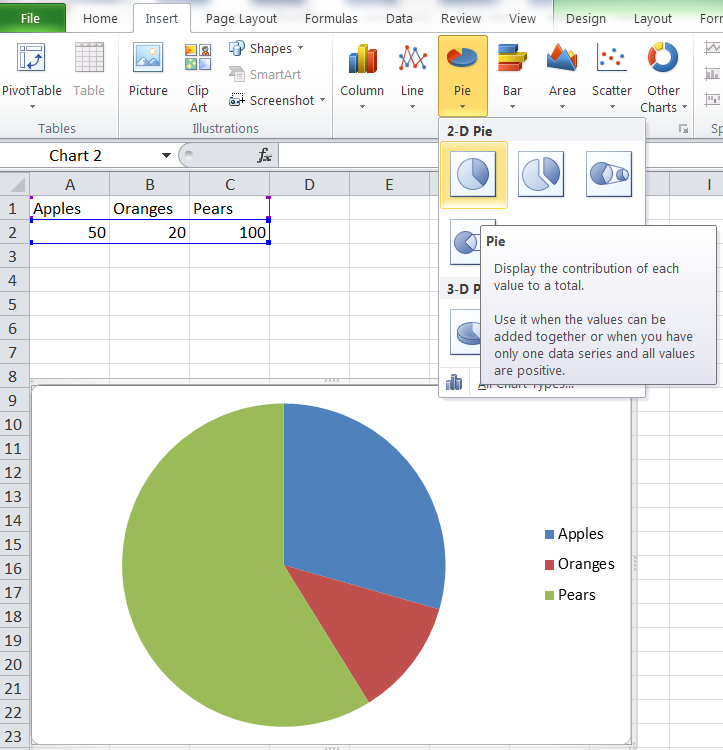 File Home Insert Page Layout Formulas Data Review View Design Layout
PivotTable Table Picture Clip Art Shapes SmartArt Screenshot Column Line Pie Bar Area Scatter Other Charts
Tables Illustrations
Chart 2 fx
2-D Pie
A B C D E I
1 Apples Oranges Pears
2 50 20 100
3
4
5
6
7
8
Pie
Display the contribution of each
value to a total.
Use it when the values can be
added together or when you have
only one data series and all values
are positive.
3-D P
All Chart Types...
9
10
11
12
13
14
15
16
17
18
19
20
21
22
23
Apples
Oranges
Pears